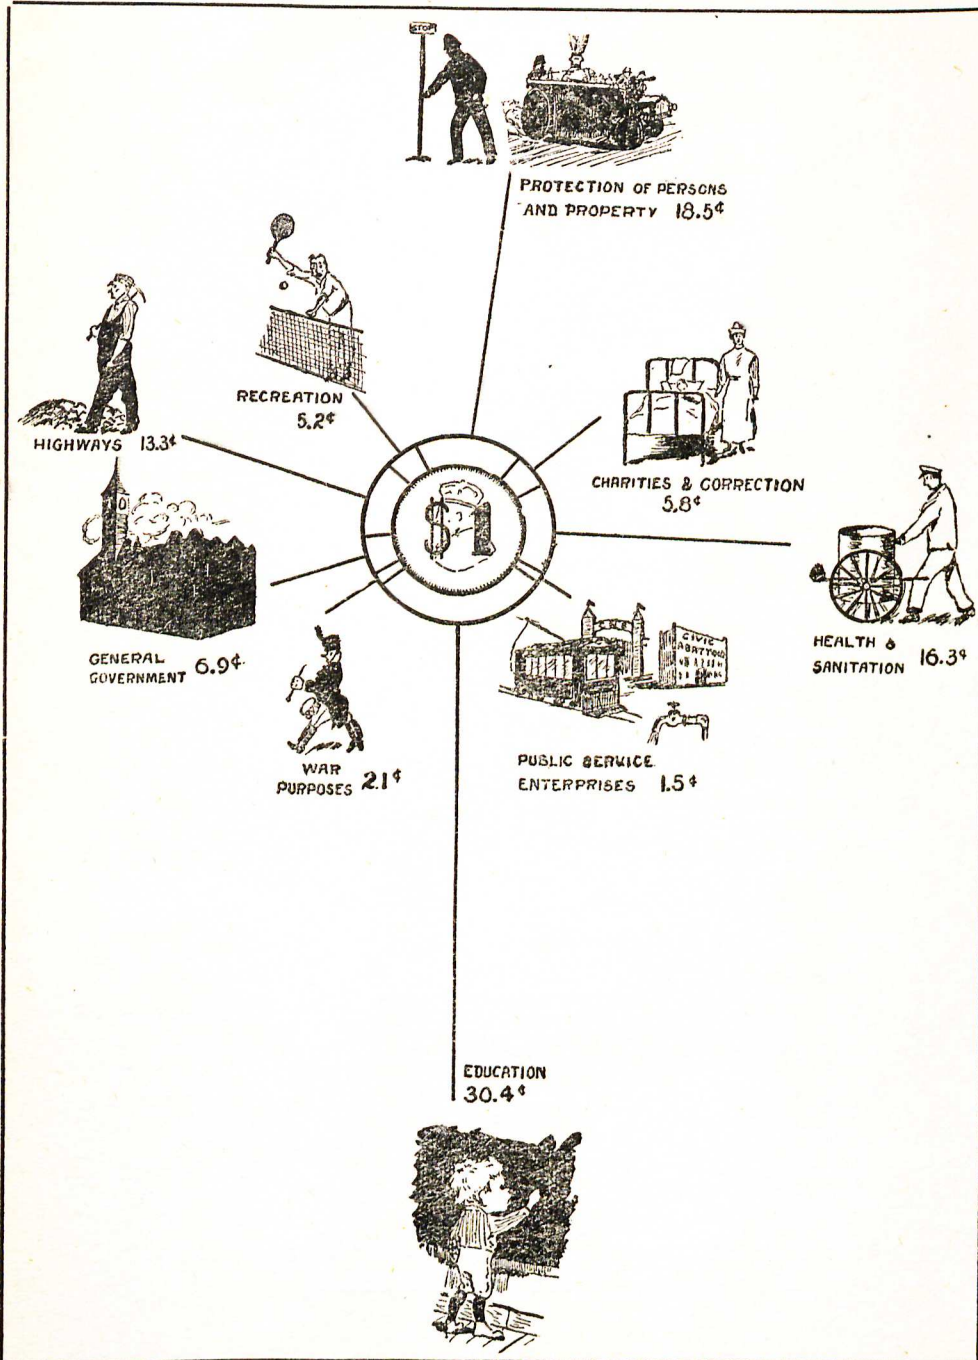 STOP
PROTECTION OF PERSONS
AND PROPERTY 18.5¢
RECREATION
5.2¢
HIGHWAYS 13.3¢
CHARITIES & CORRECTION
5.8¢
$1
GENERAL
GOVERNMENT 6.9¢
HEALTH &
SANITATION 16.3¢
CIVIC
ABATTOIR
WAR
PURPOSES 2.1¢
PUBLIC SERVICE
ENTERPRISES 1.5¢
EDUCATION
30.4¢